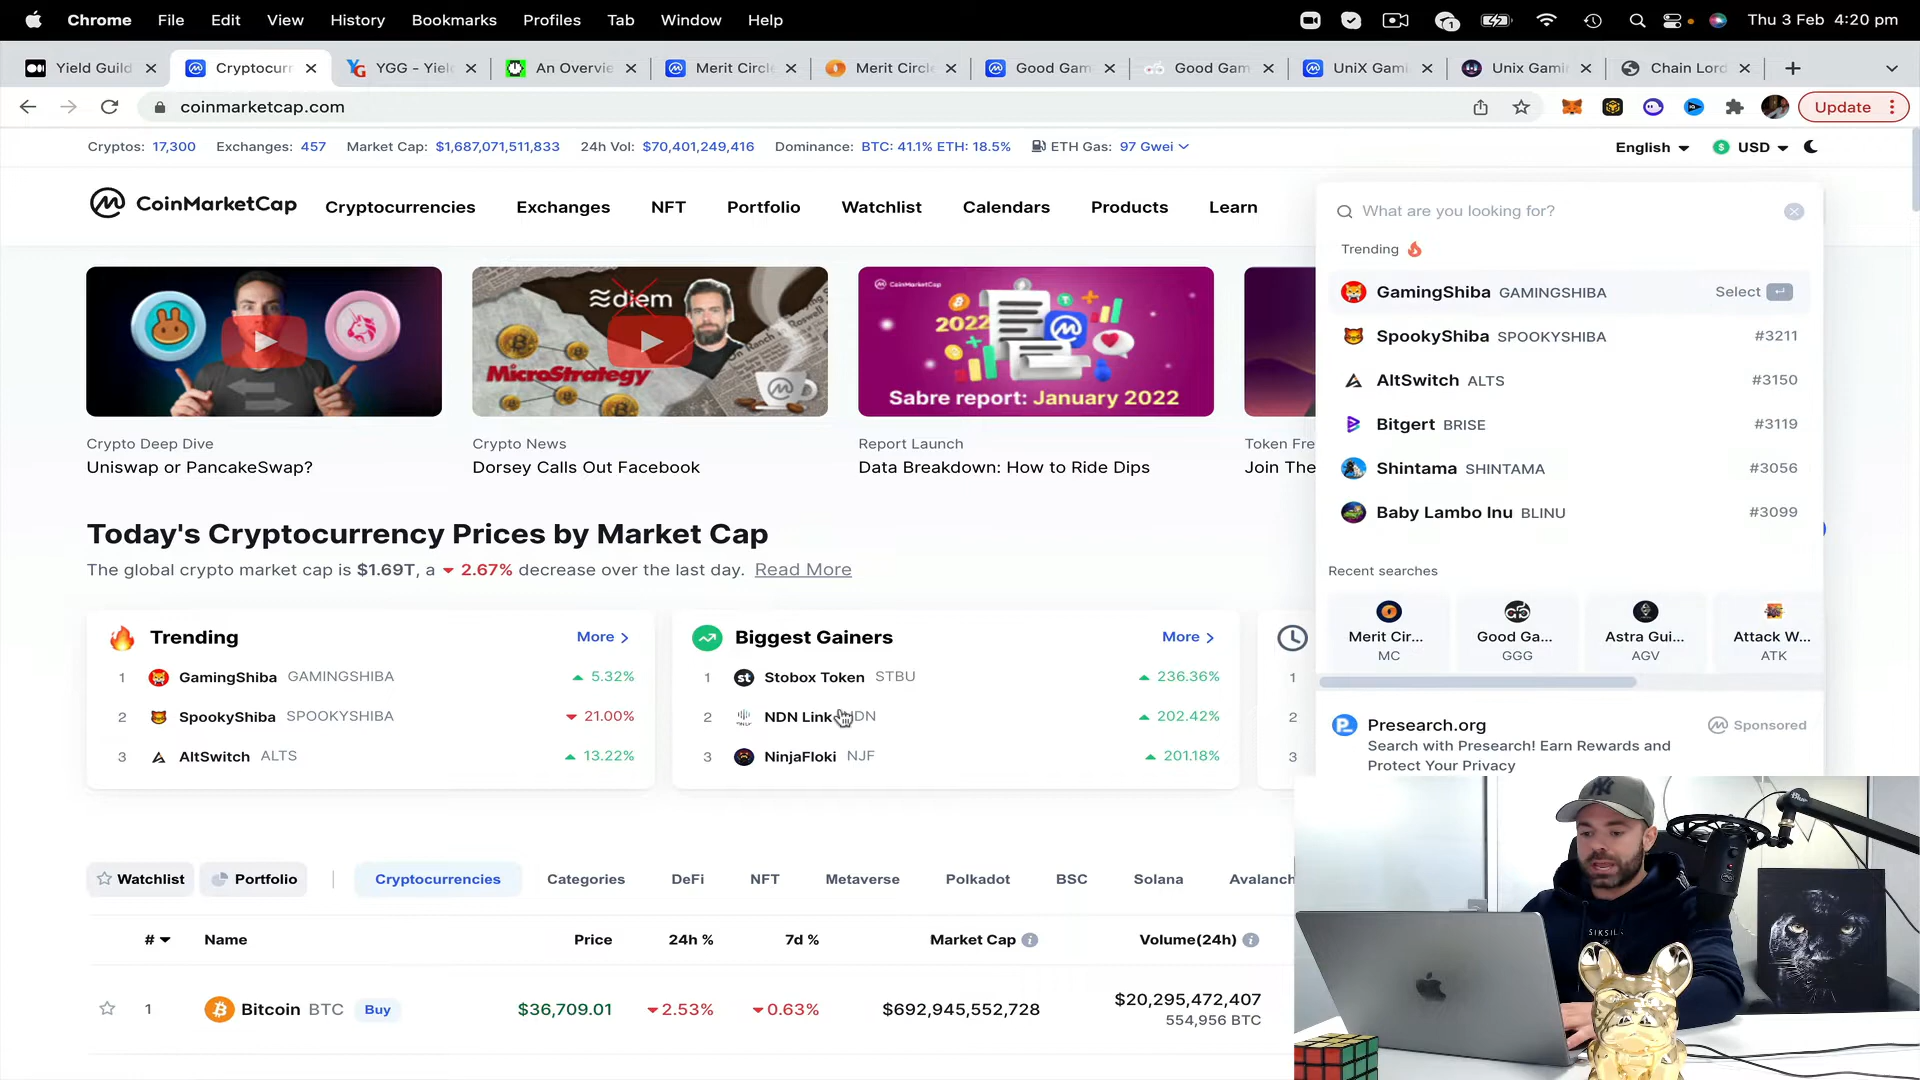 Chrome File Edit View History Bookmarks Profiles Tab Window Help
1
Thu 3 Feb 4:20 pm
Yield Guild
Cryptocurr
YGG - Yiel
An Overvie
Merit Circl
Merit Circl
Good Gam
Good Gam
UniX Gami
Unix Gami
Chain Lord
coinmarketcap.com
Update
Cryptos: 17,300 Exchanges: 457 Market Cap: $1,687,071,511,833 24h Vol: $70,401,249,416 Dominance: BTC: 41.1% ETH: 18.5% ETH Gas: 97 Gwei
English USD
CoinMarketCap
Cryptocurrencies Exchanges NFT Portfolio Watchlist Calendars Products Learn
What are you looking for?
Trending
GamingShiba GAMINGSHIBA Select
SpookyShiba SPOOKYSHIBA #3211
AltSwitch ALTS #3150
Bitgert BRISE #3119
Shintama SHINTAMA #3056
Baby Lambo Inu BLINU #3099
Recent searches
Merit Cir...
MC
Good Ga...
GGG
Astra Gui...
AGV
Attack W...
ATK
Presearch.org
Sponsored
Search with Presearch! Earn Rewards and
Protect Your Privacy
diem
MicroStrategy
CoinMarketCap
2022
Sabre report: January 2022
Crypto Deep Dive
Uniswap or PancakeSwap?
Crypto News
Dorsey Calls Out Facebook
Report Launch
Data Breakdown: How to Ride Dips
Token Fre
Join The
Today's Cryptocurrency Prices by Market Cap
The global crypto market cap is $1.69T, a 2.67% decrease over the last day. Read More
Trending More
1 GamingShiba GAMINGSHIBA 5.32%
2 SpookyShiba SPOOKYSHIBA 21.00%
3 AltSwitch ALTS 13.22%
Biggest Gainers More
1 Stobox Token STBU 236.36%
2 NDN Link DN 202.42%
3 NinjaFloki NJF 201.18%
1
2
3
Watchlist Portfolio Cryptocurrencies Categories DeFi NFT Metaverse Polkadot BSC Solana Avalanch
# Name Price 24h % 7d % Market Cap Volume(24h)
1 Bitcoin BTC Buy $36,709.01 2.53% 0.63% $692,945,552,728 $20,295,472,407
554,956 BTC
SIKSIL
Blue